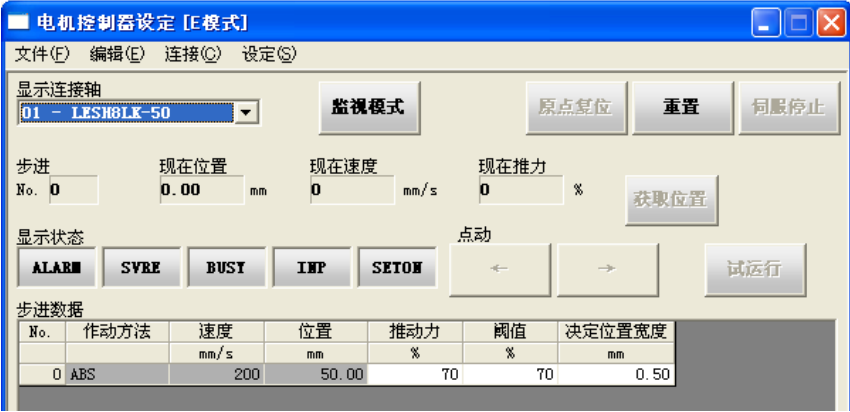 电机控制器设定 [E模式]
文件(F) 编辑(E) 连接(C) 设定(S)
显示连接轴
01 - LESH8LK-50
监视模式 原点复位 重置 伺服停止
步进 现在位置 现在速度 现在推力
No. 0 0.00 mm 0 mm/s 0 %
获取位置
显示状态 点动
ALARM SVRE BUSY INP SETON ← → 试运行
步进数据
No. 作动方法 速度 位置 推动力 阈值 决定位置宽度
mm/s mm % % mm
0 ABS 200 50.00 70 70 0.50